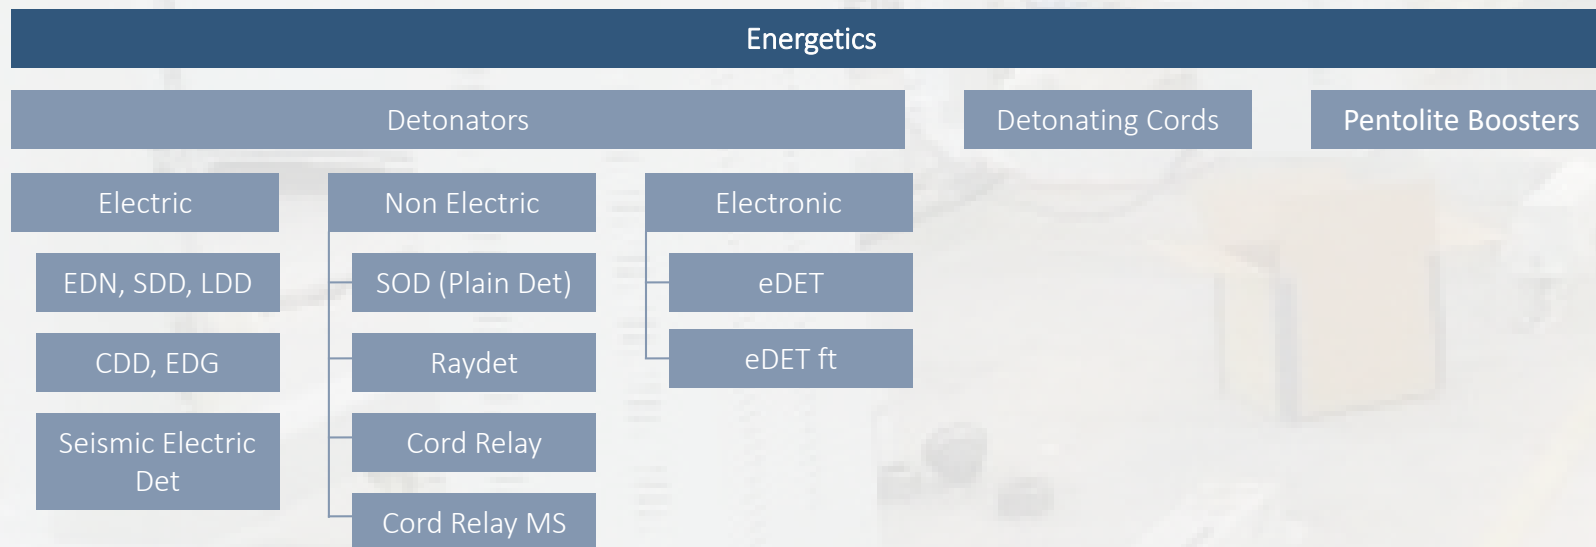 Energetics
Detonators
Detonating Cords
Pentolite Boosters
Electric
Non Electric
Electronic
EDN, SDD, LDD
SOD (Plain Det)
eDET
CDD, EDG
Raydet
eDET ft
Seismic Electric
Det
Cord Relay
Cord Relay MS